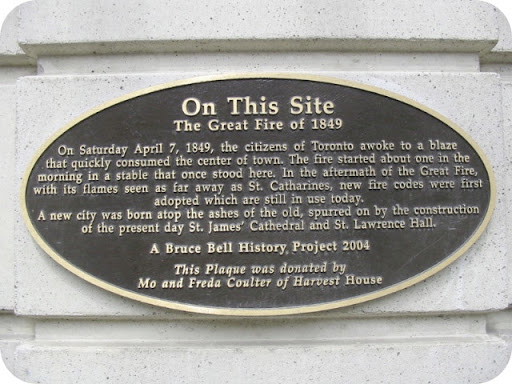 On This Site
The Great Fire of 1849
On Saturday April 7, 1849, the citizens of Toronto awoke to a blaze
that quickly consumed the center of town. The fire started about one in the
morning in a stable that once stood here. In the aftermath of the Great Fire,
with its flames seen as far away as St. Catharines, new fire codes were first
adopted which are still in use today.
A new city was born atop the ashes of the old, spurred on by the construction
of the present day St. James' Cathedral and St. Lawrence Hall.
A Bruce Bell History Project 2004
This Plaque was donated by
Mo and Freda Coulter of Harvest House